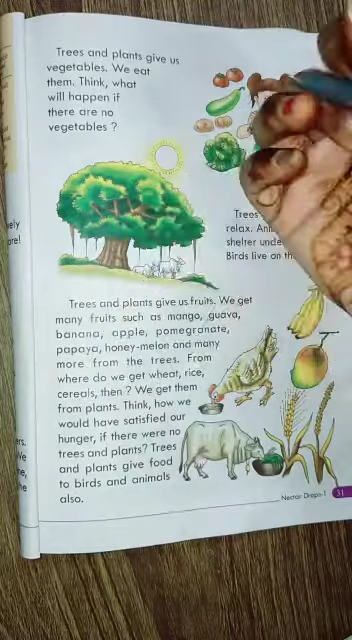 Trees and plants give us
vegetables. We eat
them. Think, what
will happen if
there are no
vegetables ?
Trees
relax.
shelter unde
Birds live on th
Trees and plants give us fruits. We get
many fruits such as mango, guava,
banana, apple, pomegranate,
papaya, honey-melon and many
more from the trees. From
where do we get wheat, rice,
cereals, then ? We get them
from plants. Think, how we
would have satisfied our
hunger, if there were no
trees and plants? Trees
and plants give food
to birds and animals
also.
Nectar Drops-1 31